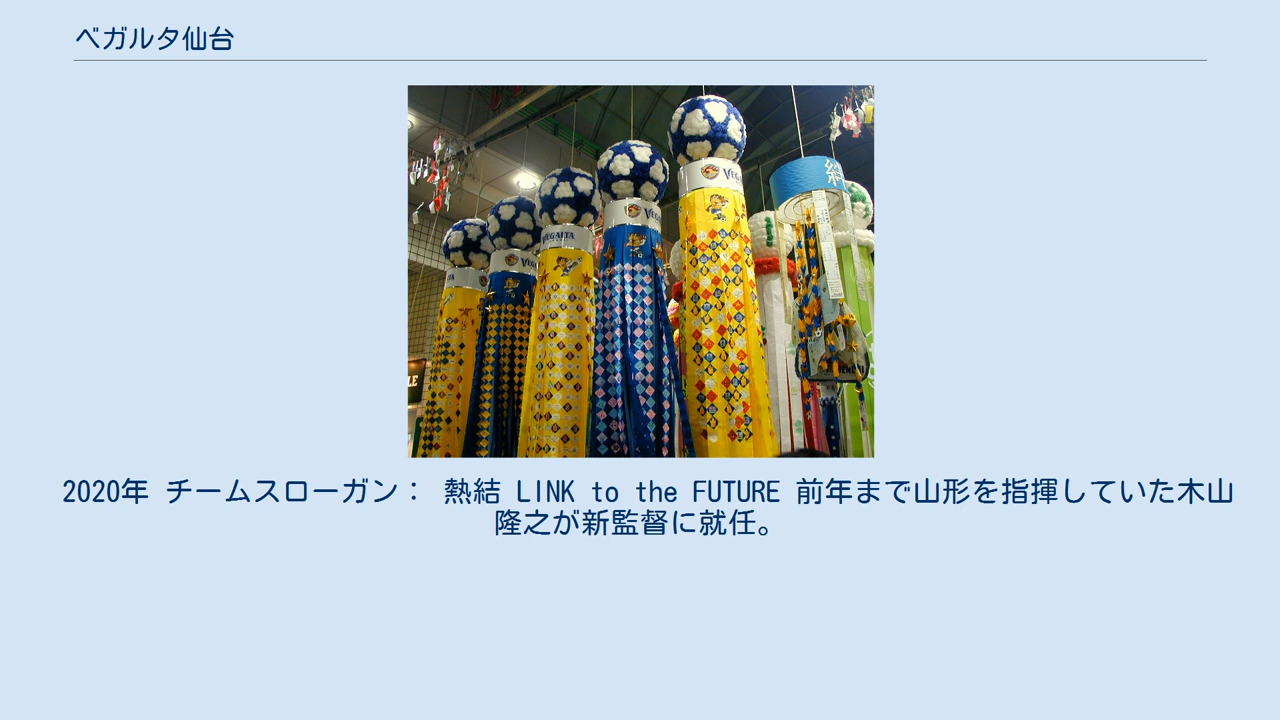 ベガルタ仙台
VEGALTA
2020年 チームスローガン： 熱結 LINK to the FUTURE 前年まで山形を指揮していた木山
隆之が新監督に就任。